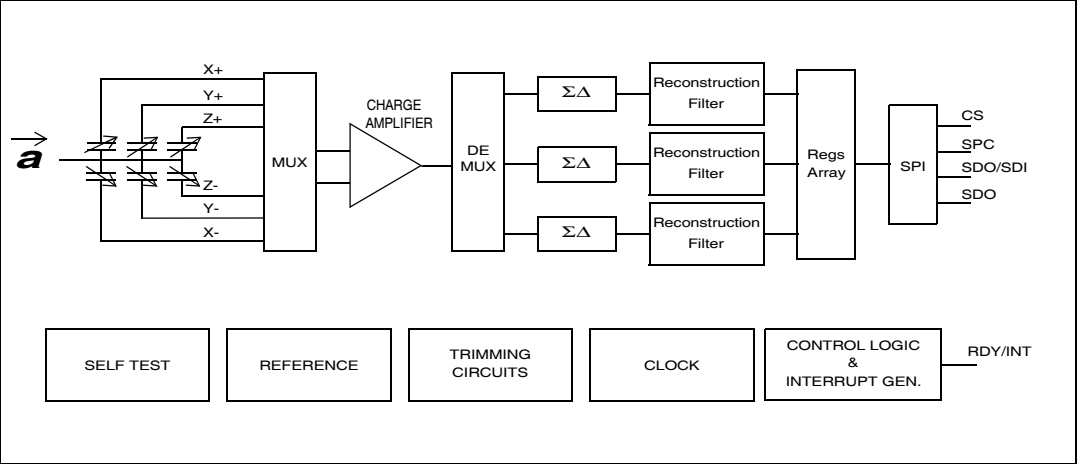 X+
Y+
Z+
a
Z-
Y-
X-
MUX
CHARGE
AMPLIFIER
DE
MUX
ΣΔ
ΣΔ
ΣΔ
Reconstruction
Filter
Reconstruction
Filter
Reconstruction
Filter
Regs
Array
SPI
CS
SPC
SDO/SDI
SDO
SELF TEST
REFERENCE
TRIMMING
CIRCUITS
CLOCK
CONTROL LOGIC
&
INTERRUPT GEN.
RDY/INT